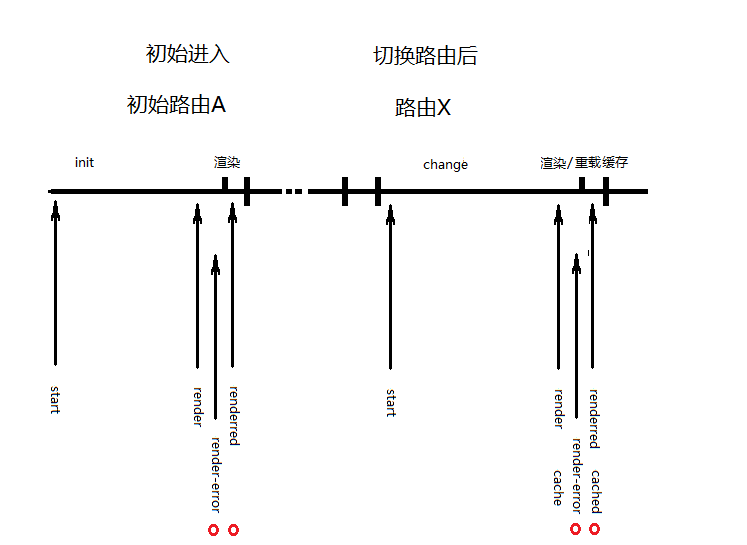 初始进入
切换路由后
初始路由A
路由X
init
渲染
change
渲染/重载缓存
start
render
render-error
renderred
start
render
cache
render-error
renderred
cached